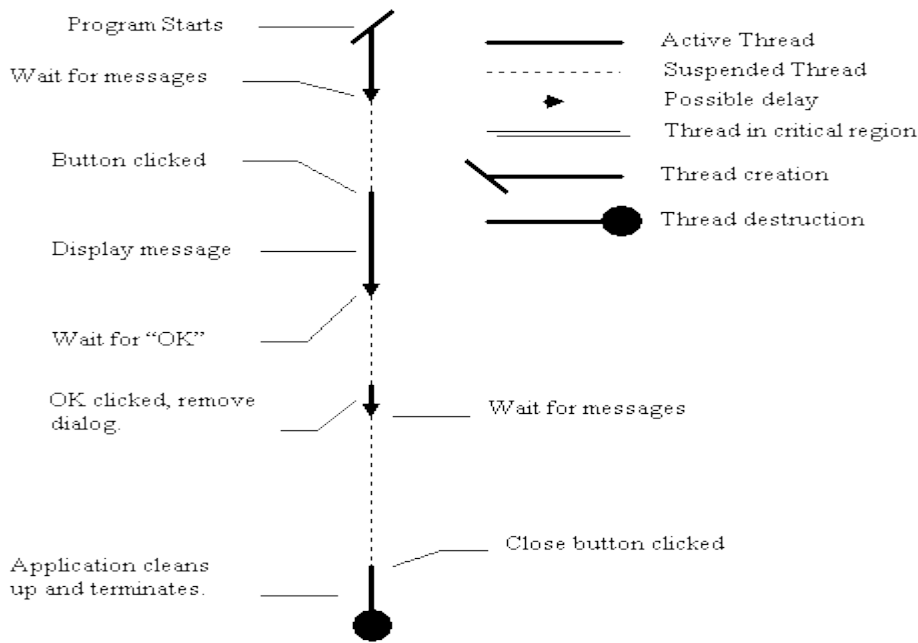 Program Starts
Wait for messages
Button clicked
Display message
Wait for “OK”
OK clicked, remove
dialog.
Wait for messages
Close button clicked
Application cleans
up and terminates.
Active Thread
Suspended Thread
Possible delay
Thread in critical region
Thread creation
Thread destruction